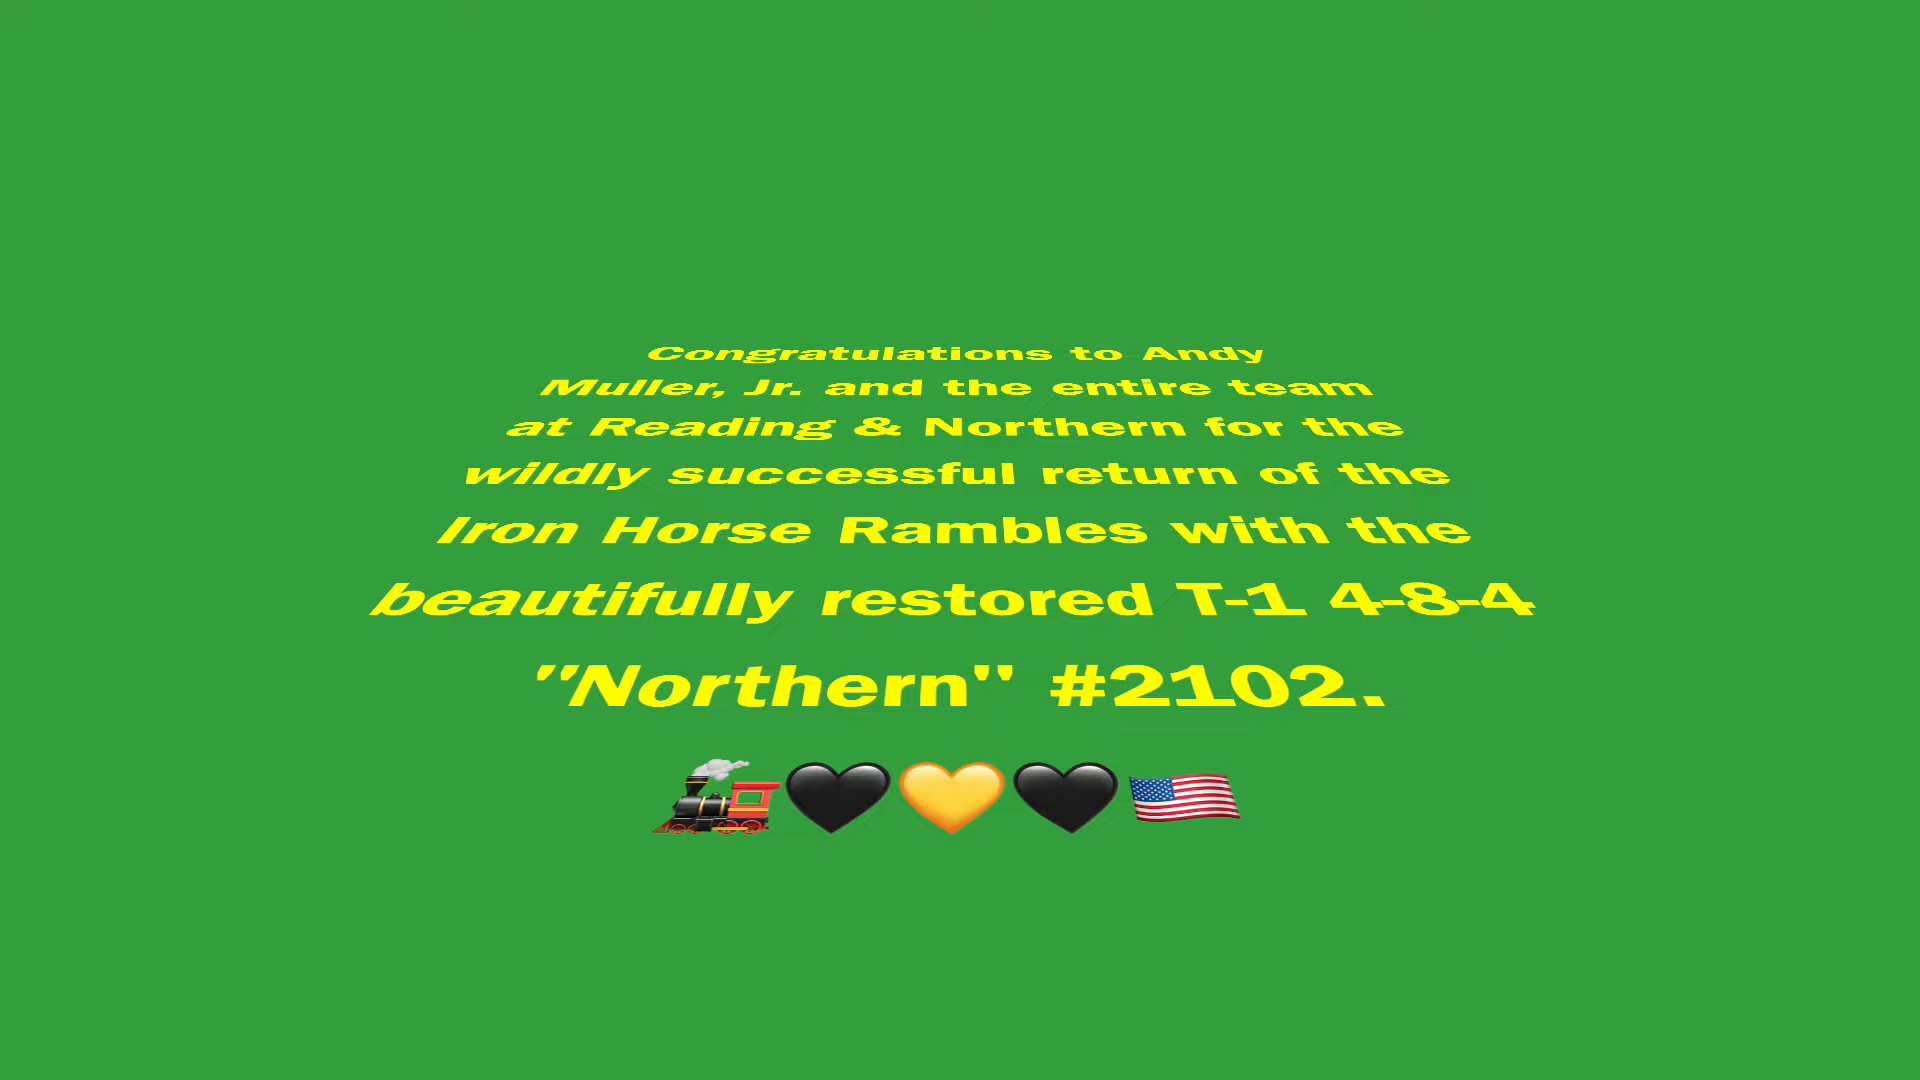 Congratulations to Andy
Muller, Jr. and the entire team
at Reading & Northern for the
wildly successful return of the
Iron Horse Rambles with the
beautifully restored T-1 4-8-4
"Northern" #2102.
🚂🖤💛🖤🇺🇸